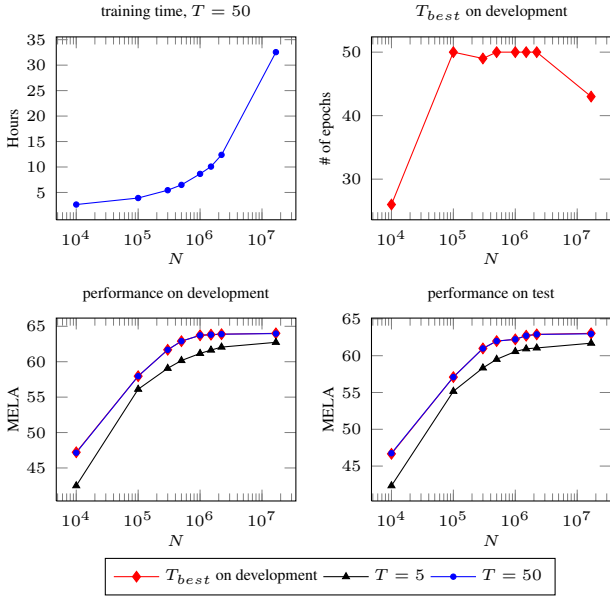 training time, T = 50
35
30
25
20
15
10
5
Hours
10^4 10^5 10^6 10^7
N
T_best on development
50
40
30
# of epochs
10^4 10^5 10^6 10^7
N
performance on development
65
60
55
50
45
MELA
10^4 10^5 10^6 10^7
N
performance on test
65
60
55
50
45
MELA
10^4 10^5 10^6 10^7
N
T_best on development T = 5 T = 50